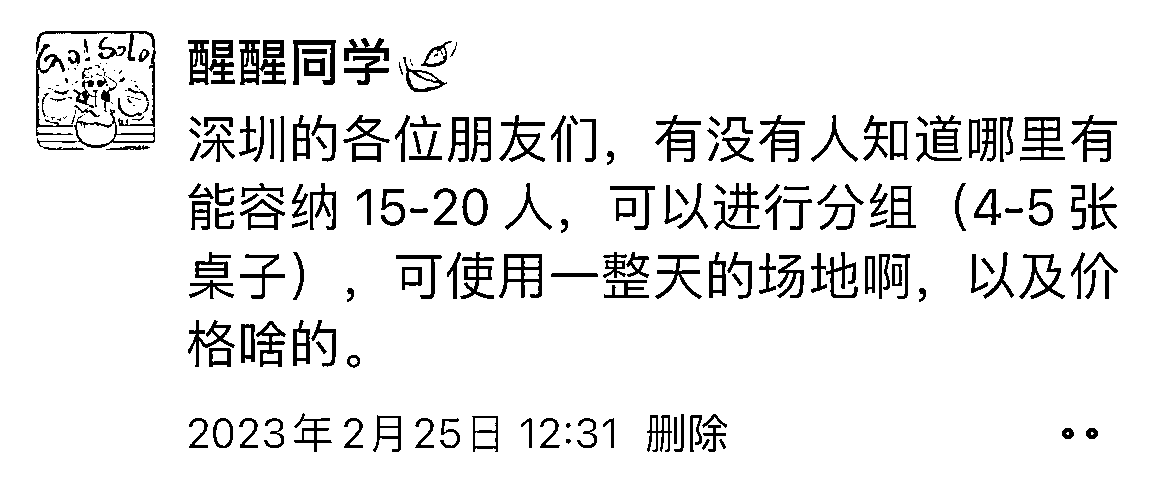 Go! Solo!
醒醒同学🌿
深圳的各位朋友们，有没有人知道哪里有
能容纳 15-20 人，可以进行分组（4-5 张
桌子），可使用一整天的场地啊，以及价
格啥的。
2023年2月25日 12:31 删除